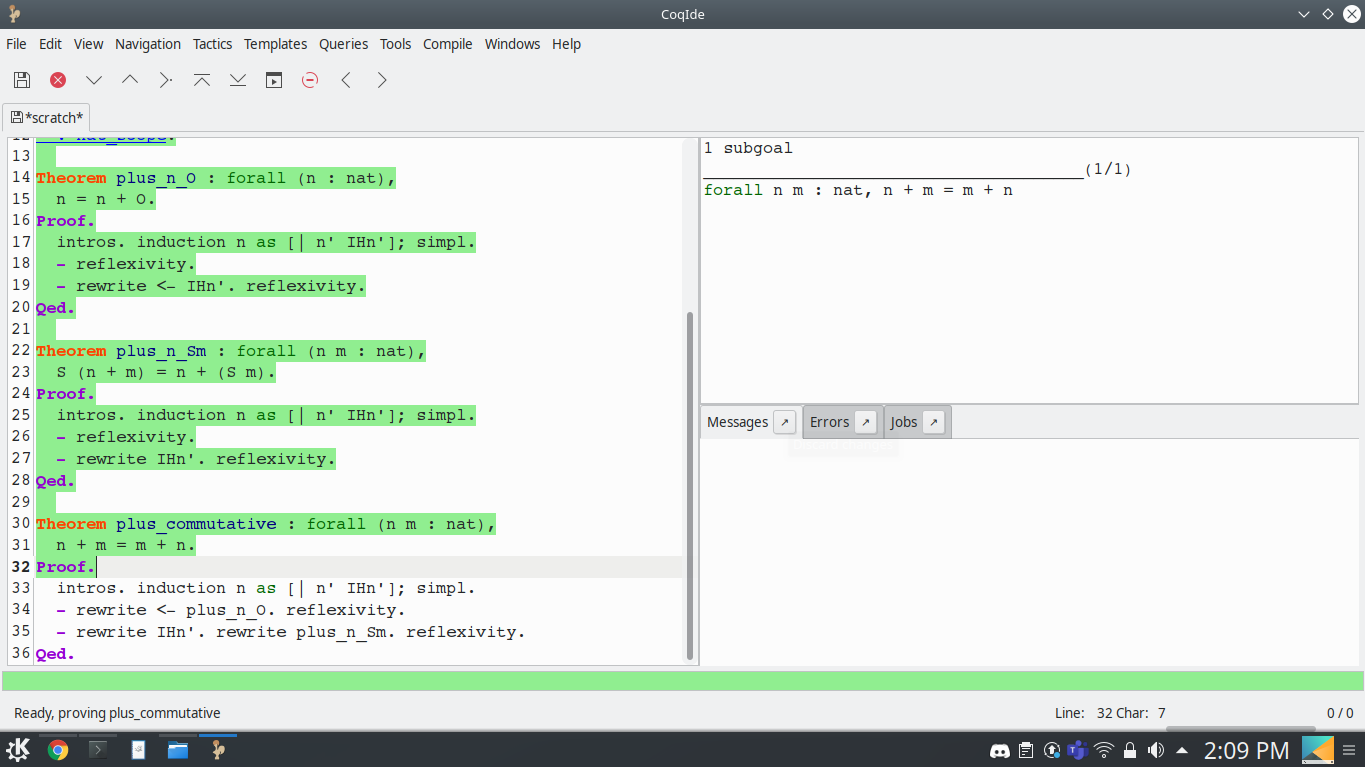 CoqIde
File Edit View Navigation Tactics Templates Queries Tools Compile Windows Help
*scratch*
13
14 Theorem plus_n_O : forall (n : nat),
15 n = n + O.
16 Proof.
17 intros. induction n as [| n' IHn']; simpl.
18 - reflexivity.
19 - rewrite <- IHn'. reflexivity.
20 Qed.
21
22 Theorem plus_n_Sm : forall (n m : nat),
23 S (n + m) = n + (S m).
24 Proof.
25 intros. induction n as [| n' IHn']; simpl.
26 - reflexivity.
27 - rewrite IHn'. reflexivity.
28 Qed.
29
30 Theorem plus_commutative : forall (n m : nat),
31 n + m = m + n.
32 Proof.
33 intros. induction n as [| n' IHn']; simpl.
34 - rewrite <- plus_n_O. reflexivity.
35 - rewrite IHn'. rewrite plus_n_Sm. reflexivity.
36 Qed.
1 subgoal
______________________________________(1/1)
forall n m : nat, n + m = m + n
Messages Errors Jobs
Ready, proving plus_commutative
Line: 32 Char: 7 0 / 0
2:09 PM